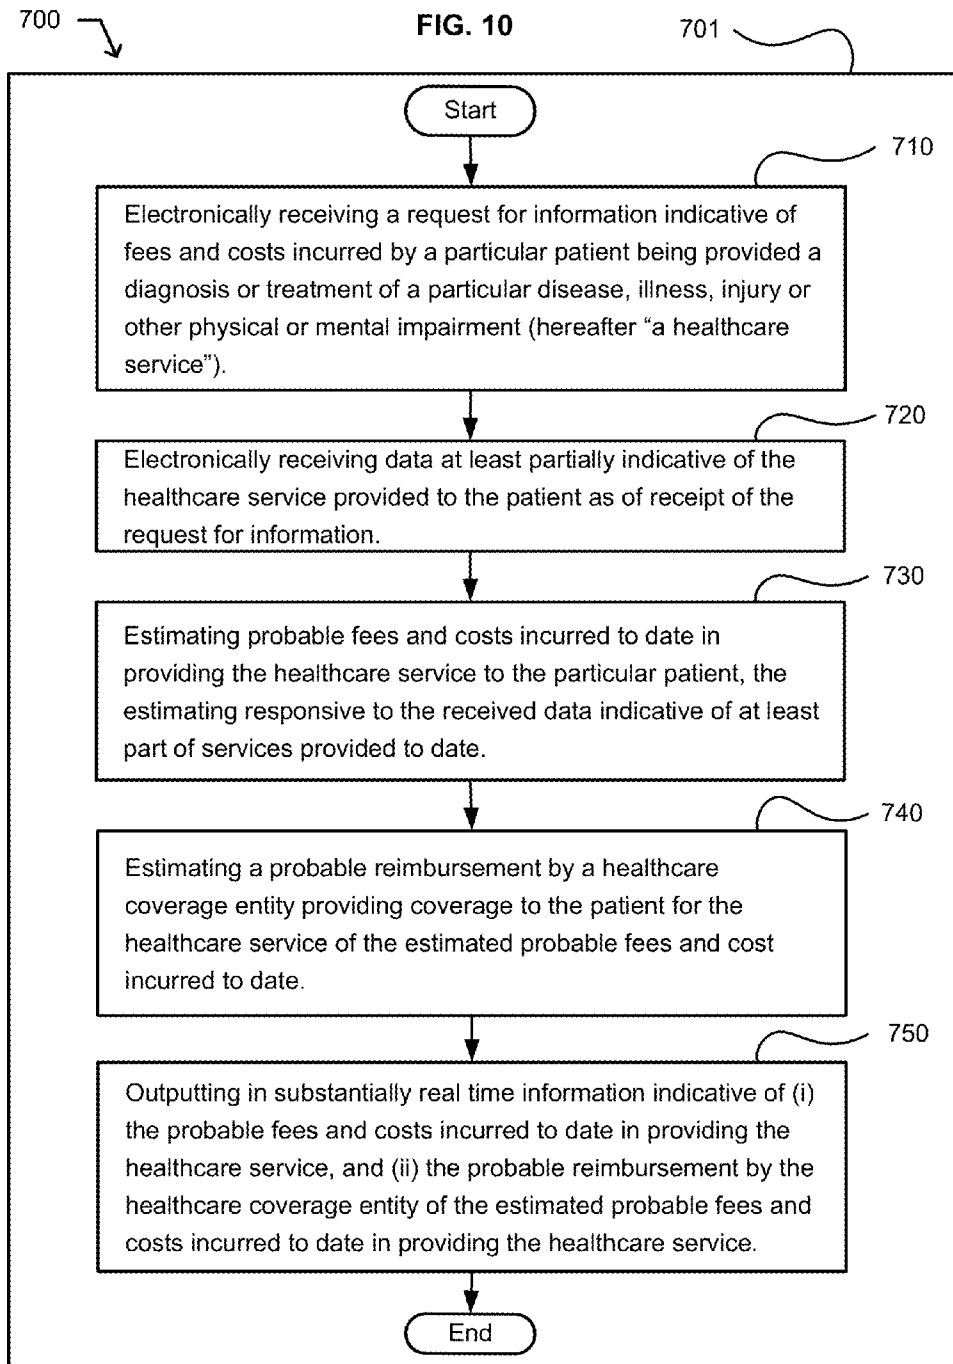 700
FIG. 10
701
Start
710
Electronically receiving a request for information indicative of
fees and costs incurred by a particular patient being provided a
diagnosis or treatment of a particular disease, illness, injury or
other physical or mental impairment (hereafter “a healthcare
service”).
720
Electronically receiving data at least partially indicative of the
healthcare service provided to the patient as of receipt of the
request for information.
730
Estimating probable fees and costs incurred to date in
providing the healthcare service to the particular patient, the
estimating responsive to the received data indicative of at least
part of services provided to date.
740
Estimating a probable reimbursement by a healthcare
coverage entity providing coverage to the patient for the
healthcare service of the estimated probable fees and cost
incurred to date.
750
Outputting in substantially real time information indicative of (i)
the probable fees and costs incurred to date in providing the
healthcare service, and (ii) the probable reimbursement by the
healthcare coverage entity of the estimated probable fees and
costs incurred to date in providing the healthcare service.
End